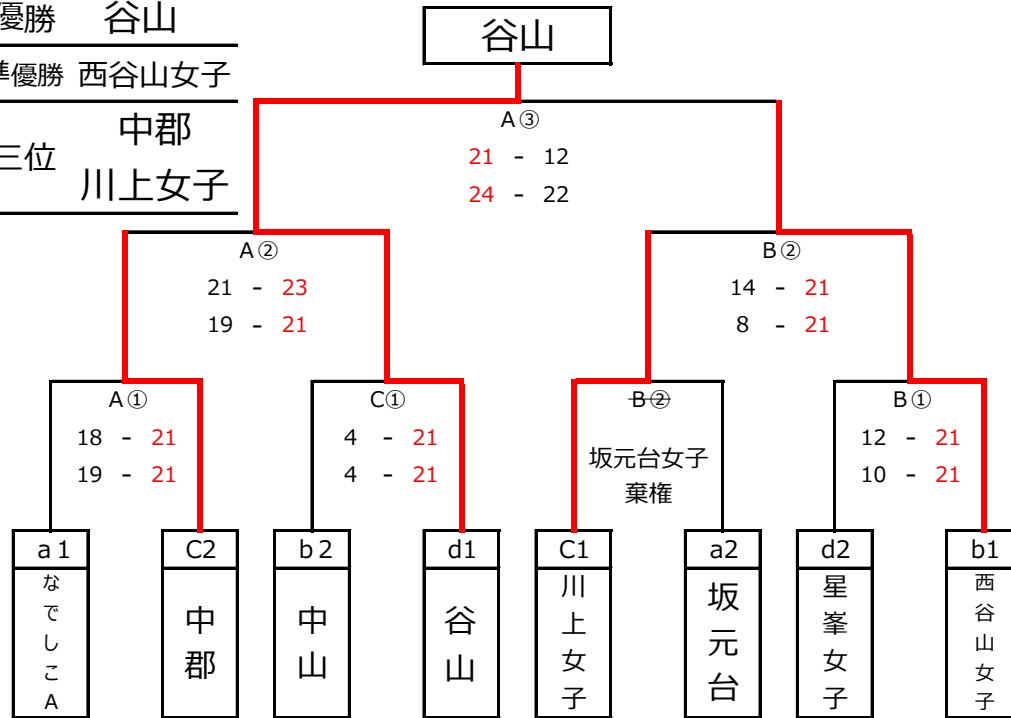 優勝 谷山
準優勝 西谷山女子
三位 中郡
川上女子
谷山
A③
21 - 12
24 - 22
A②
21 - 23
19 - 21
B②
14 - 21
8 - 21
A①
18 - 21
19 - 21
C①
4 - 21
4 - 21
B②
坂元台女子
棄権
B①
12 - 21
10 - 21
a1
なでしこA
C2
中郡
b2
中山
d1
谷山
C1
川上女子
a2
坂元台
d2
星峯女子
b1
西谷山女子